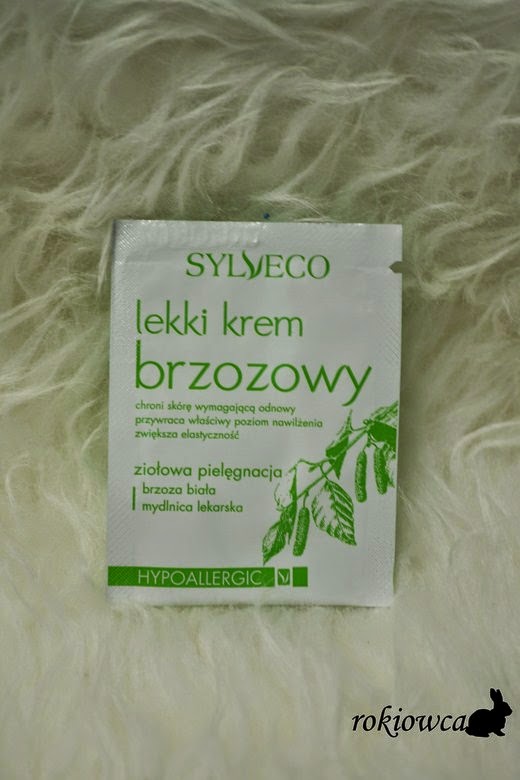 SYLVECO
lekki krem
brzozowy
chroni skórę wymagającą odnowy
przywraca właściwy poziom nawilżenia
zwiększa elastyczność
ziołowa pielęgnacja
brzoza biała
mydlnica lekarska
HYPOALLERGIC
rokiowca